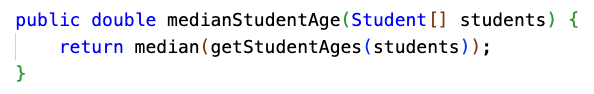 public double medianStudentAge(Student[] students) {
    return median(getStudentAges(students));
}